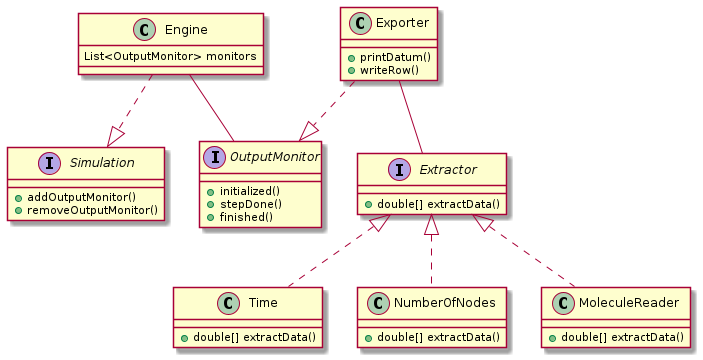 C Engine
List<OutputMonitor> monitors
C Exporter
printDatum()
writeRow()
I Simulation
addOutputMonitor()
removeOutputMonitor()
I OutputMonitor
initialized()
stepDone()
finished()
I Extractor
double[] extractData()
C Time
double[] extractData()
C NumberOfNodes
double[] extractData()
C MoleculeReader
double[] extractData()